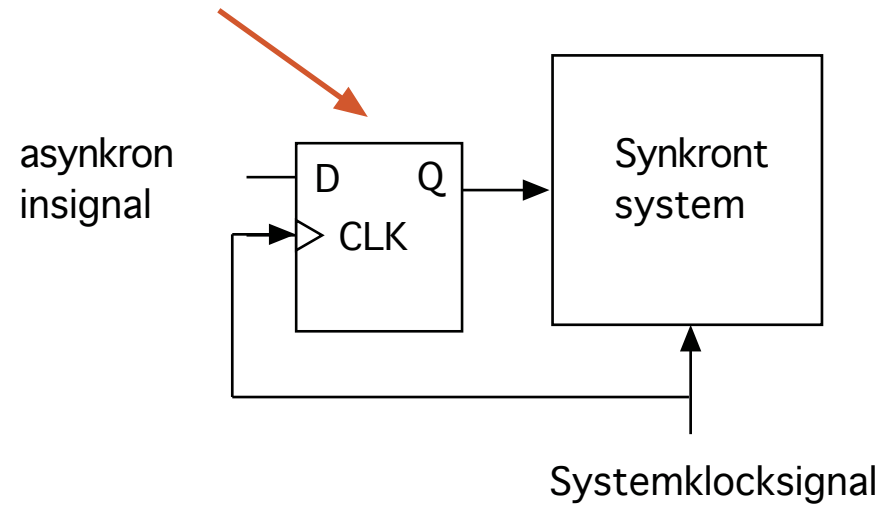 asynkron
insignal
D
Q
CLK
Synkront
system
Systemklocksignal